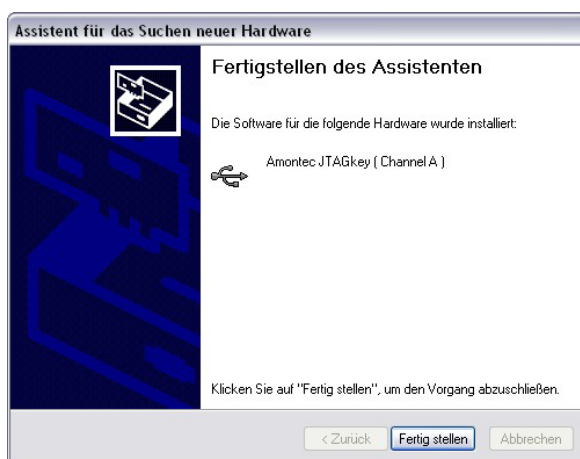 Assistent für das Suchen neuer Hardware
Fertigstellen des Assistenten
Die Software für die folgende Hardware wurde installiert:
Amontec JTAGkey ( Channel A )
Klicken Sie auf "Fertig stellen", um den Vorgang abzuschließen.
< Zurück Fertig stellen Abbrechen